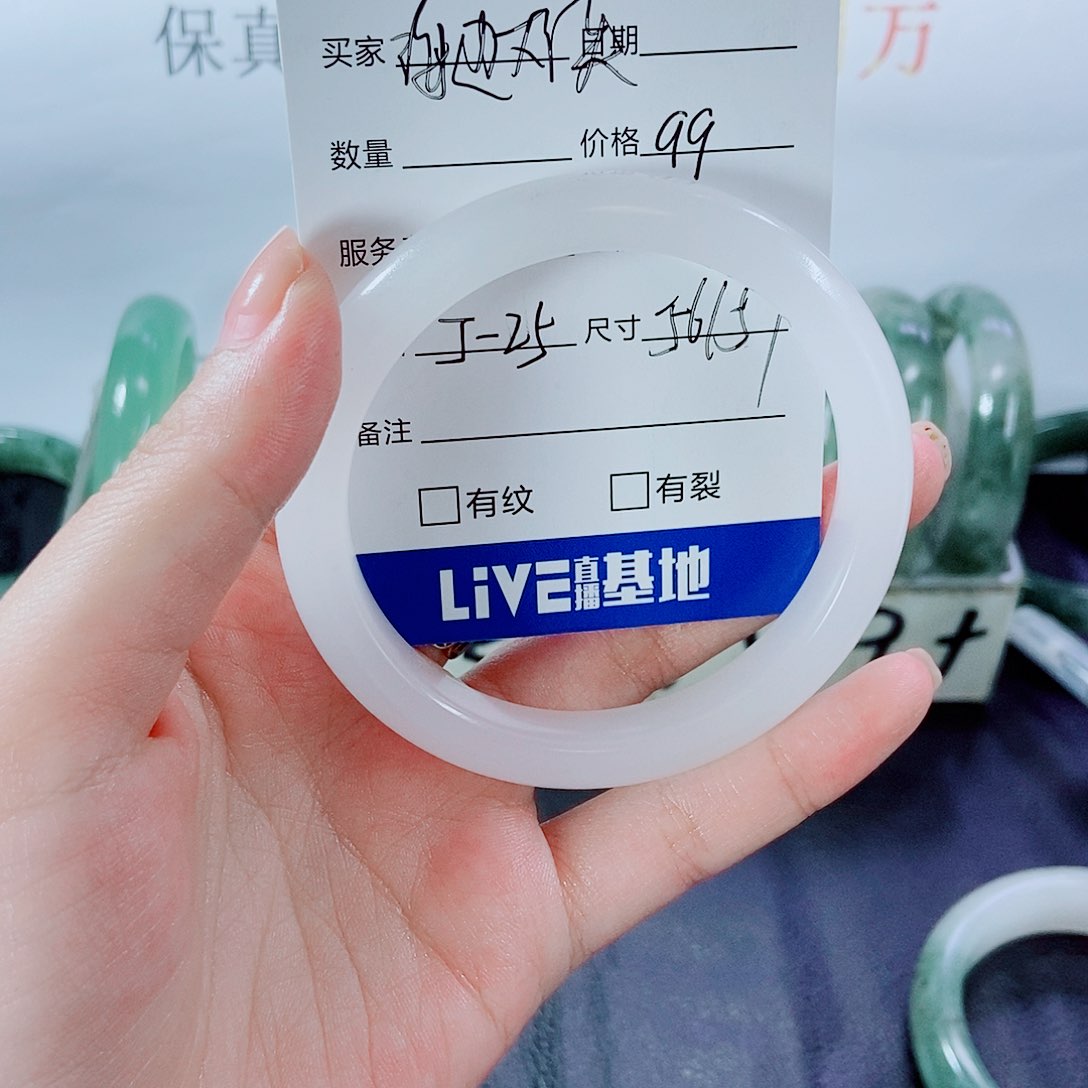 保真 万
买家 日期
数量 价格 99
服务
J-25 尺寸
备注
有纹 有裂
LiVE直播基地